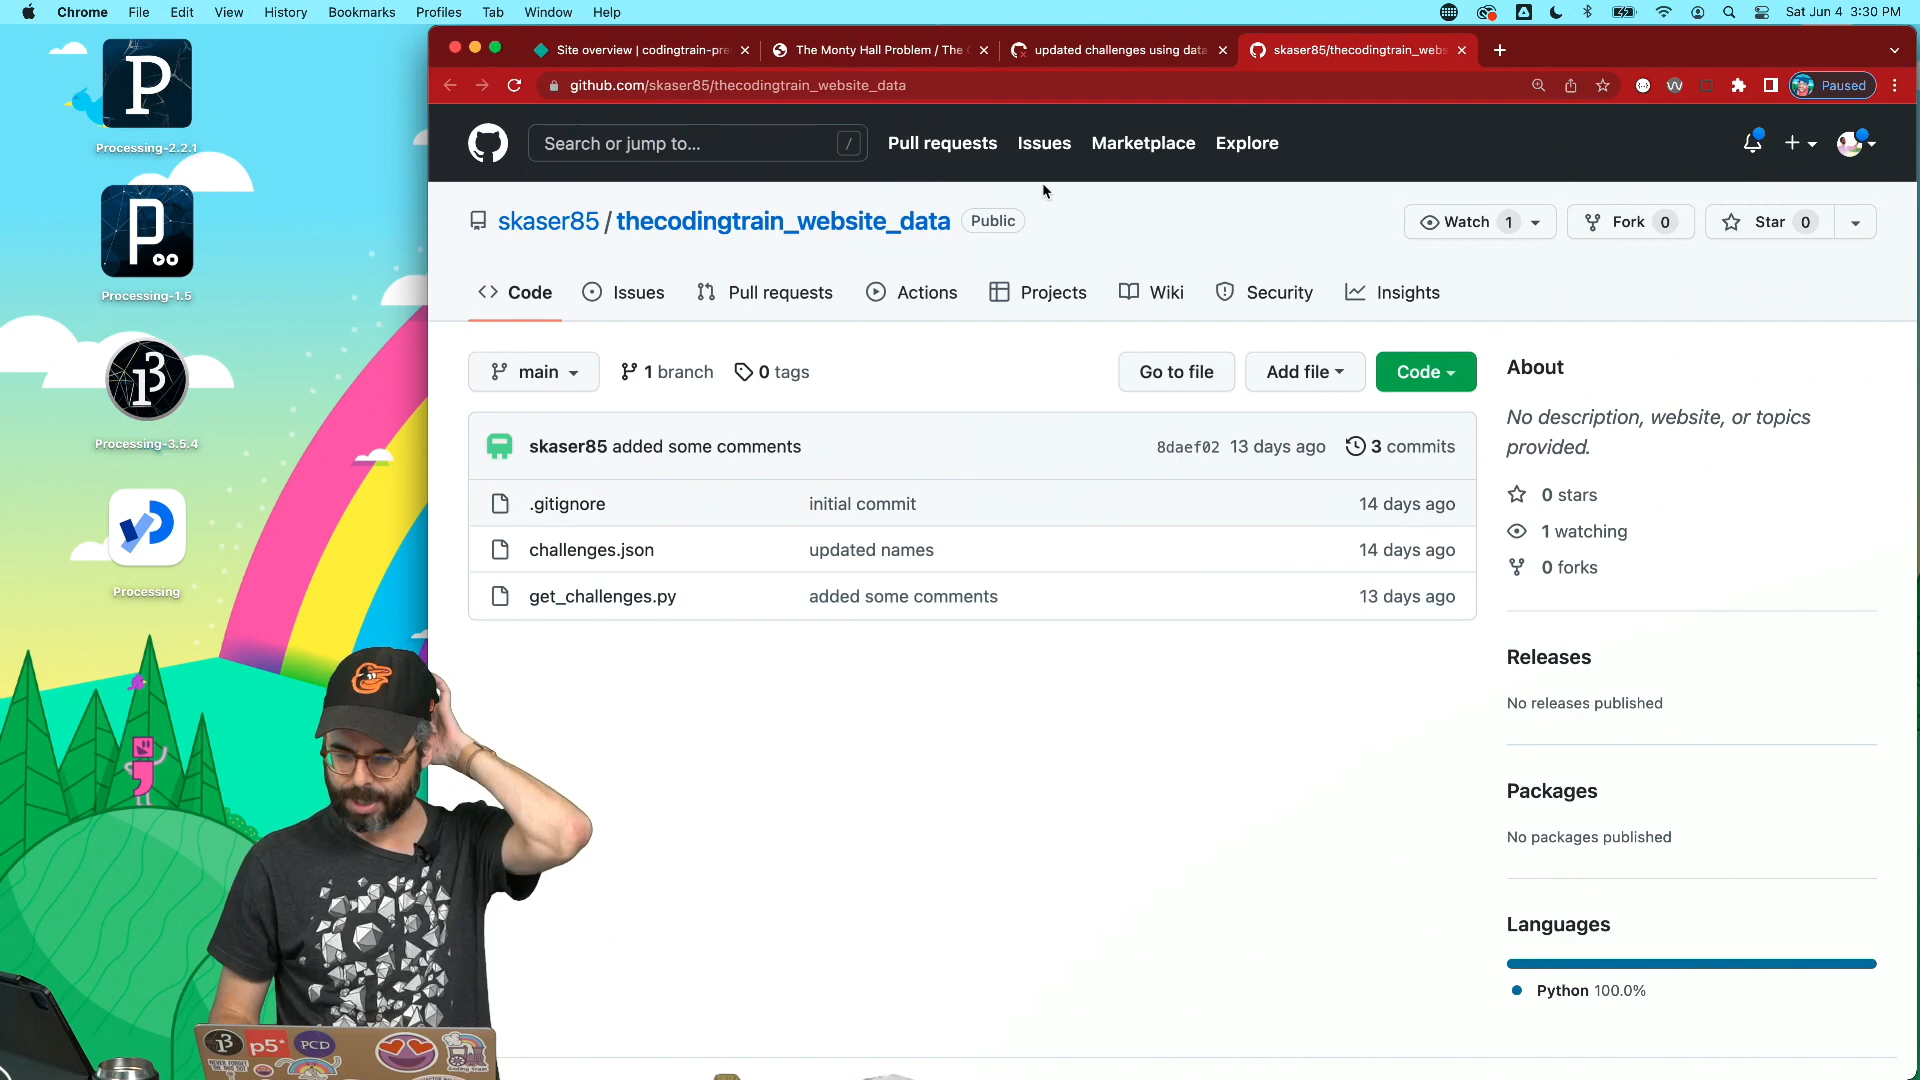 Chrome File Edit View History Bookmarks Profiles Tab Window Help Sat Jun 4 3:30 PM
Site overview | codingtrain-pre The Monty Hall Problem / The updated challenges using data skaser85/thecodingtrain_webs
github.com/skaser85/thecodingtrain_website_data Paused
Search or jump to... / Pull requests Issues Marketplace Explore
skaser85 / thecodingtrain_website_data Public Watch 1 Fork 0 Star 0
Code Issues Pull requests Actions Projects Wiki Security Insights
main 1 branch 0 tags Go to file Add file Code
skaser85 added some comments 8daef02 13 days ago 3 commits
.gitignore initial commit 14 days ago
challenges.json updated names 14 days ago
get_challenges.py added some comments 13 days ago
About
No description, website, or topics
provided.
0 stars
1 watching
0 forks
Releases
No releases published
Packages
No packages published
Languages
Python 100.0%
P
Processing-2.2.1
P
Processing-1.5
Processing-3.5.4
Processing
p5*
PCD